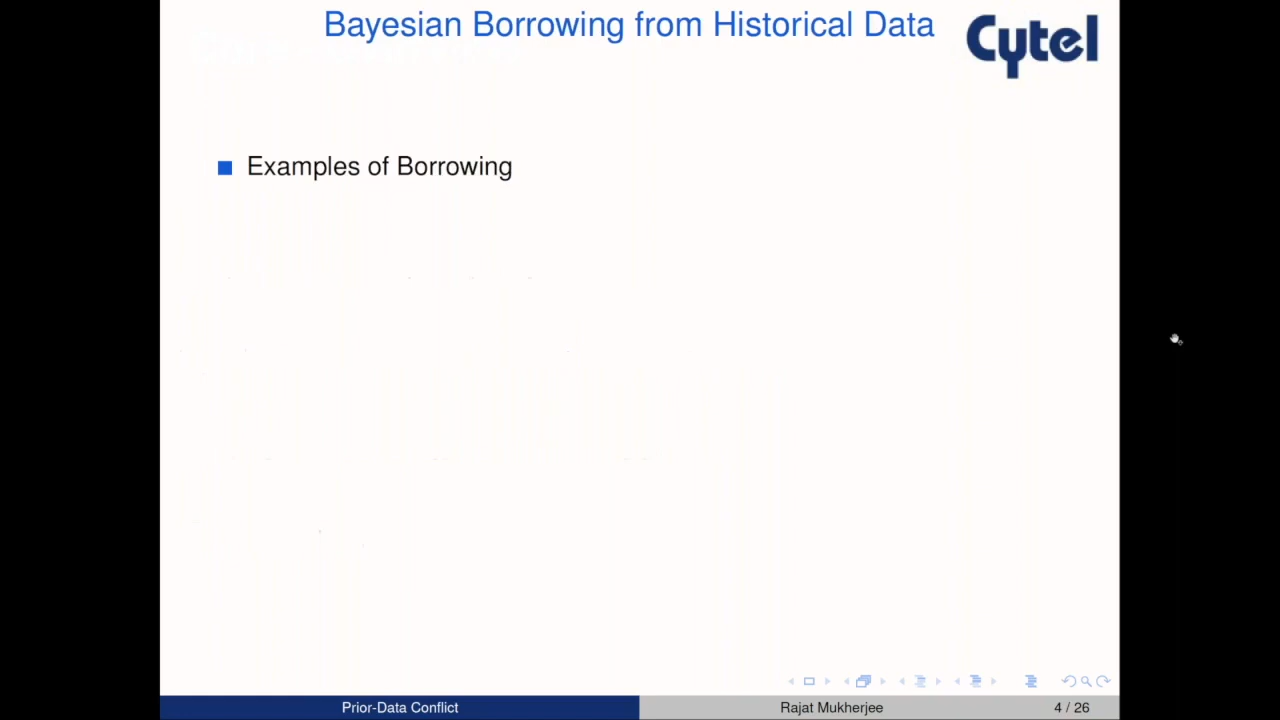 Bayesian Borrowing from Historical Data
Cytel
Examples of Borrowing
Prior-Data Conflict
Rajat Mukherjee
4 / 26